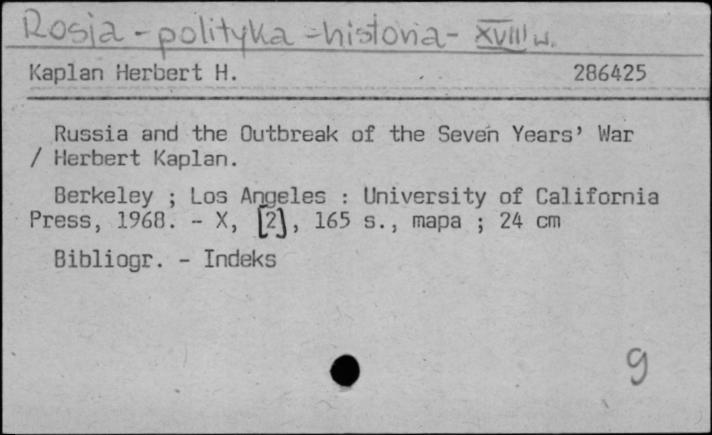 Rosja - polityka - historia - XVIII w.
Kaplan Herbert H. 286425
Russia and the Outbreak of the Seven Years' War
/ Herbert Kaplan.
Berkeley ; Los Angeles : University of California
Press, 1968. - X, [2], 165 s., mapa ; 24 cm
Bibliogr. - Indeks
9